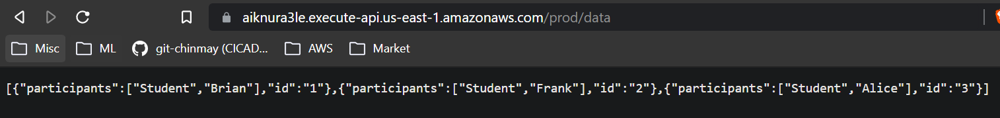 aiknura3le.execute-api.us-east-1.amazonaws.com/prod/data
Misc ML git-chinmay (CICAD... AWS Market
[{"participants":["Student","Brian"],"id":"1"},{"participants":["Student","Frank"],"id":"2"},{"participants":["Student","Alice"],"id":"3"}]